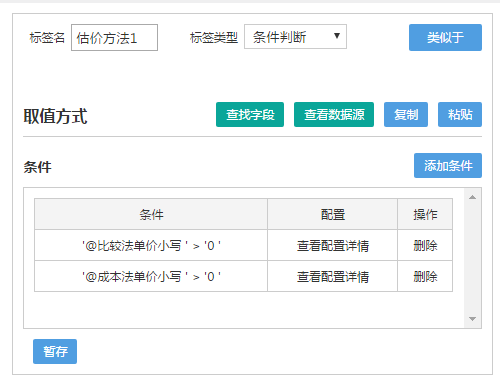 标签名 估价方法1 标签类型 条件判断 类似于
取值方式 查找字段 查看数据源 复制 粘贴
条件 添加条件
条件 配置 操作
'@比较法单价小写 ' > '0 ' 查看配置详情 删除
'@成本法单价小写 ' > '0 ' 查看配置详情 删除
暂存